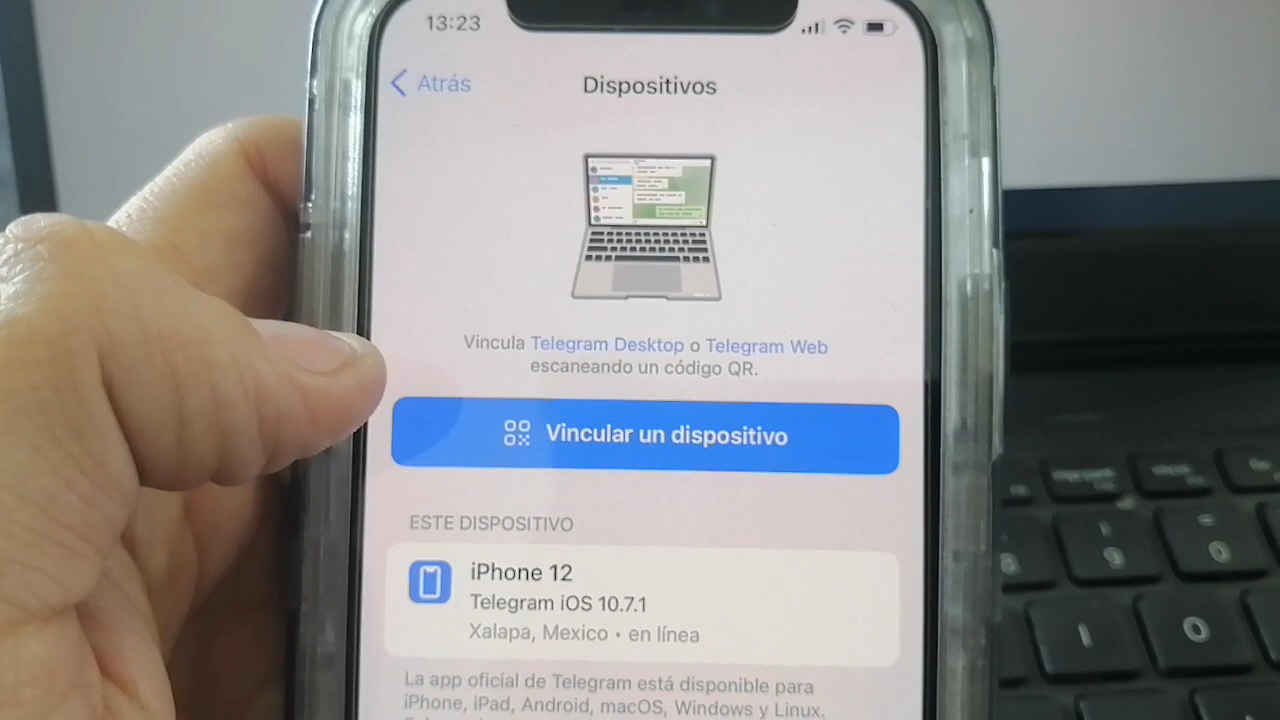 13:23
Atrás
Dispositivos
Vincula Telegram Desktop o Telegram Web
escaneando un código QR.
Vincular un dispositivo
ESTE DISPOSITIVO
iPhone 12
Telegram iOS 10.7.1
Xalapa, Mexico • en línea
La app oficial de Telegram está disponible para
iPhone, iPad, Android, macOS, Windows y Linux.
9
O
I
O